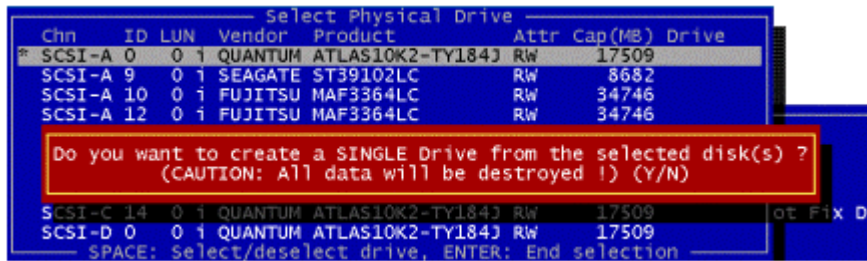 Select Physical Drive
Chn ID LUN Vendor Product Attr Cap(MB) Drive
* SCSI-A 0 0 i QUANTUM ATLAS10K2-TY184J RW 17509
SCSI-A 9 0 i SEAGATE ST39102LC RW 8682
SCSI-A 10 0 i FUJITSU MAF3364LC RW 34746
SCSI-A 12 0 i FUJITSU MAF3364LC RW 34746
Do you want to create a SINGLE Drive from the selected disk(s) ?
(CAUTION: All data will be destroyed !) (Y/N)
SCSI-C 14 0 i QUANTUM ATLAS10K2-TY184J RW 17509 ot Fix D
SCSI-D 0 0 i QUANTUM ATLAS10K2-TY184J RW 17509
SPACE: Select/deselect drive, ENTER: End selection